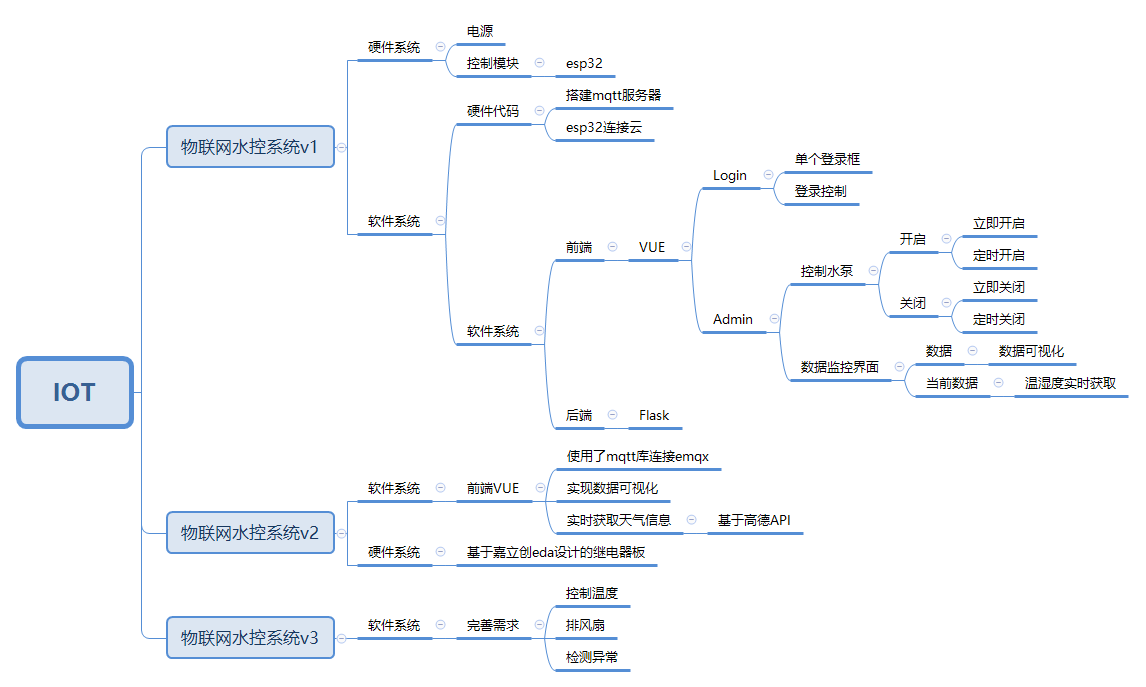 IOT
物联网水控系统v1
硬件系统
电源
控制模块
esp32
软件系统
硬件代码
搭建mqtt服务器
esp32连接云
软件系统
前端
VUE
Login
单个登录框
登录控制
Admin
控制水泵
开启
立即开启
定时开启
关闭
立即关闭
定时关闭
数据监控界面
数据
数据可视化
当前数据
温湿度实时获取
后端
Flask
物联网水控系统v2
软件系统
前端VUE
使用了mqtt库连接emqx
实现数据可视化
实时获取天气信息
基于高德API
硬件系统
基于嘉立创eda设计的继电器板
物联网水控系统v3
软件系统
完善需求
控制温度
排风扇
检测异常